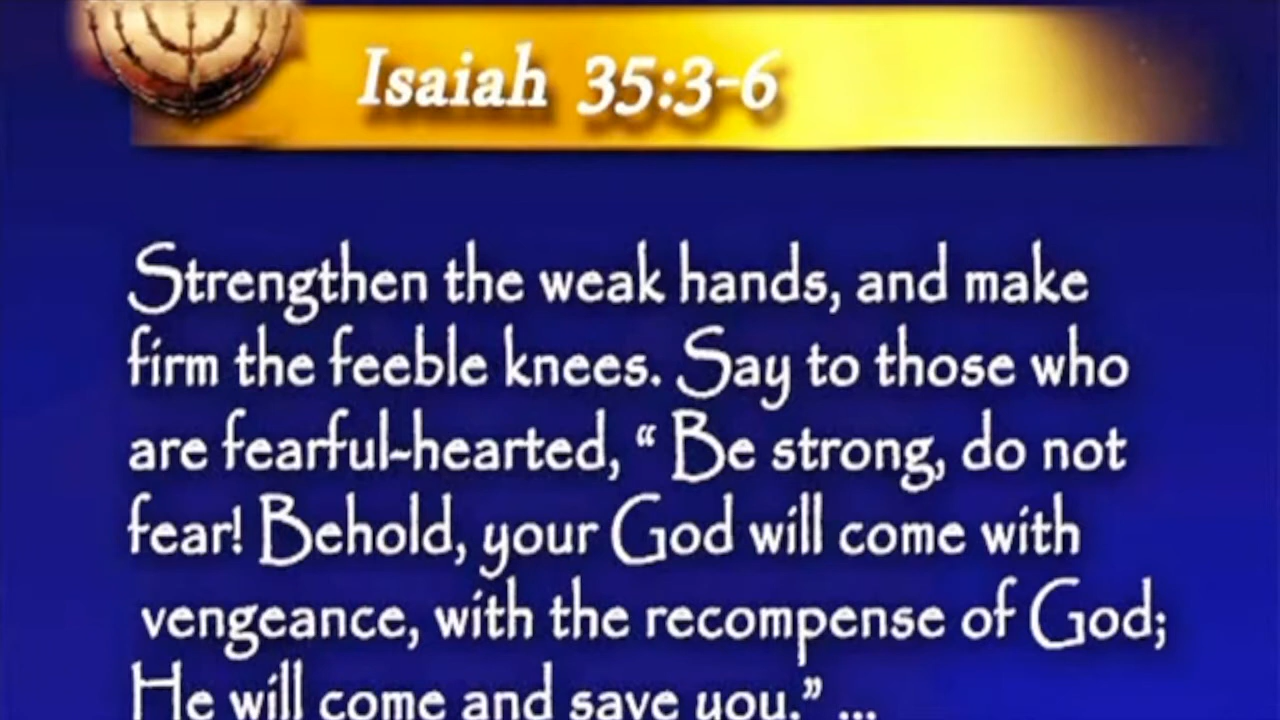 Isaiah 35:3-6
Strengthen the weak hands, and make
firm the feeble knees. Say to those who
are fearful-hearted, “ Be strong, do not
fear! Behold, your God will come with
vengeance, with the recompense of God;
He will come and save you.” ...